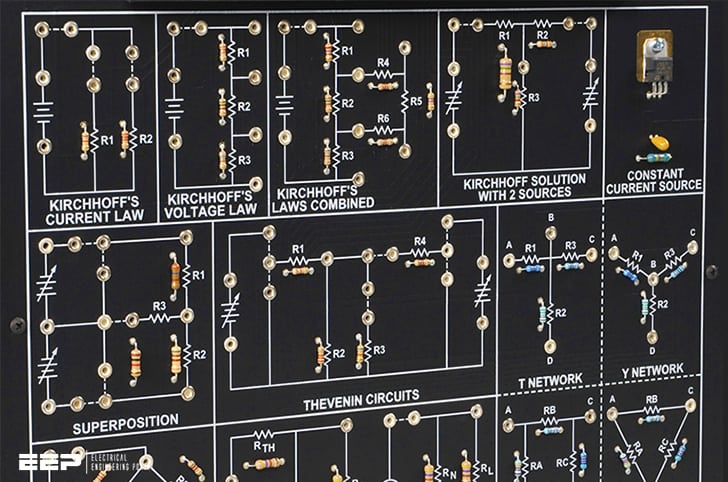 R1
R2
KIRCHHOFF'S
CURRENT LAW
R1
R2
R3
KIRCHHOFF'S
VOLTAGE LAW
R1
R4
R2
R5
R6
R3
KIRCHHOFF'S
LAWS COMBINED
R1
R2
R3
KIRCHHOFF SOLUTION
WITH 2 SOURCES
CONSTANT
CURRENT SOURCE
R1
R3
R2
SUPERPOSITION
R1
R4
R2
R3
THEVENIN CIRCUITS
B
A R1 R3 C
R2
D
T NETWORK
A C
R1 B R3
R2
D
Y NETWORK
RTH
RN
RL
A RB C
RA
RC
A RB C
RA
RC
EEP
ELECTRICAL
ENGINEERING